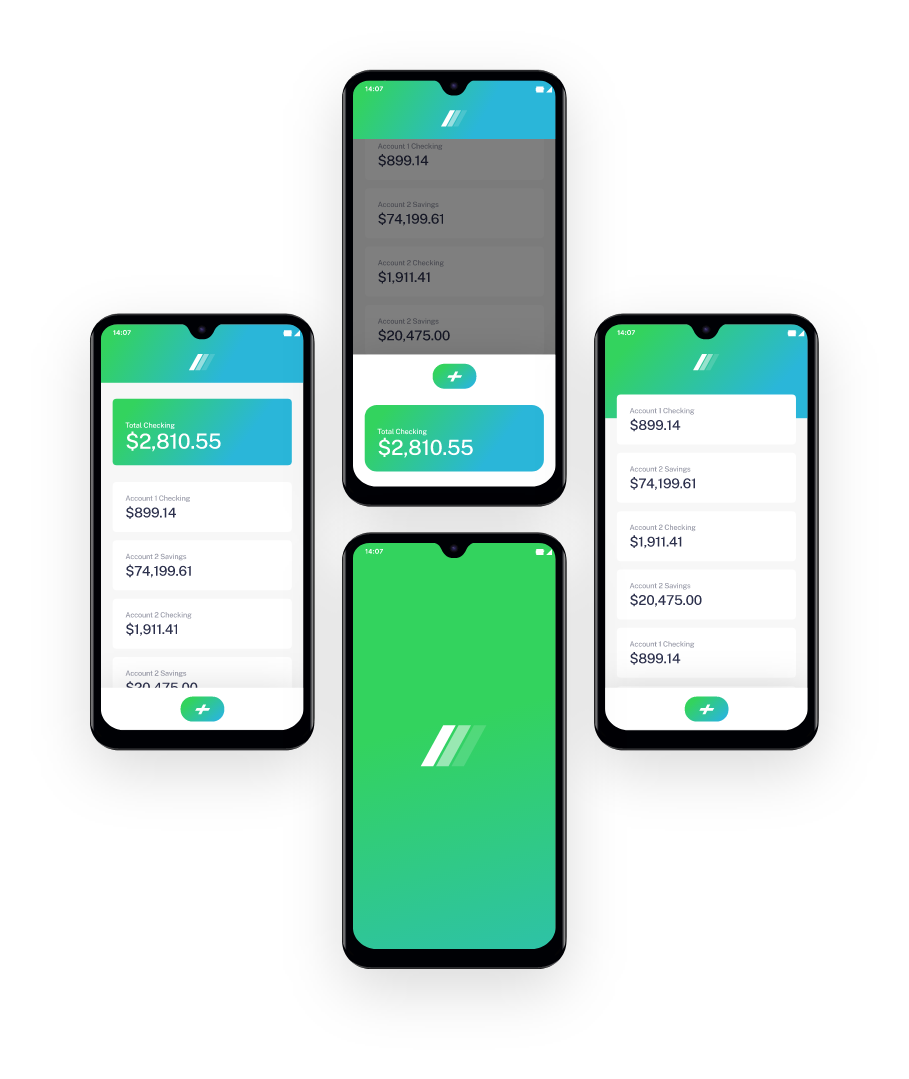 14:07
Account 1 Checking
$899.14
Account 2 Savings
$74,199.61
Account 2 Checking
$1,911.41
Account 2 Savings
$20,475.00
Total Checking
$2,810.55
14:07
Total Checking
$2,810.55
Account 1 Checking
$899.14
Account 2 Savings
$74,199.61
Account 2 Checking
$1,911.41
Account 2 Savings
$20,475.00
14:07
Account 1 Checking
$899.14
Account 2 Savings
$74,199.61
Account 2 Checking
$1,911.41
Account 2 Savings
$20,475.00
Account 1 Checking
$899.14
14:07